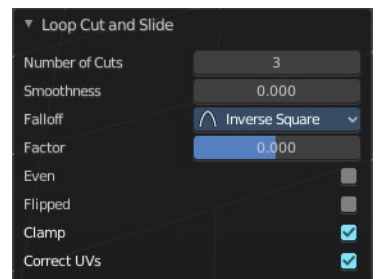 Loop Cut and Slide
Number of Cuts 3
Smoothness 0.000
Falloff Inverse Square
Factor 0.000
Even
Flipped
Clamp
Correct UVs